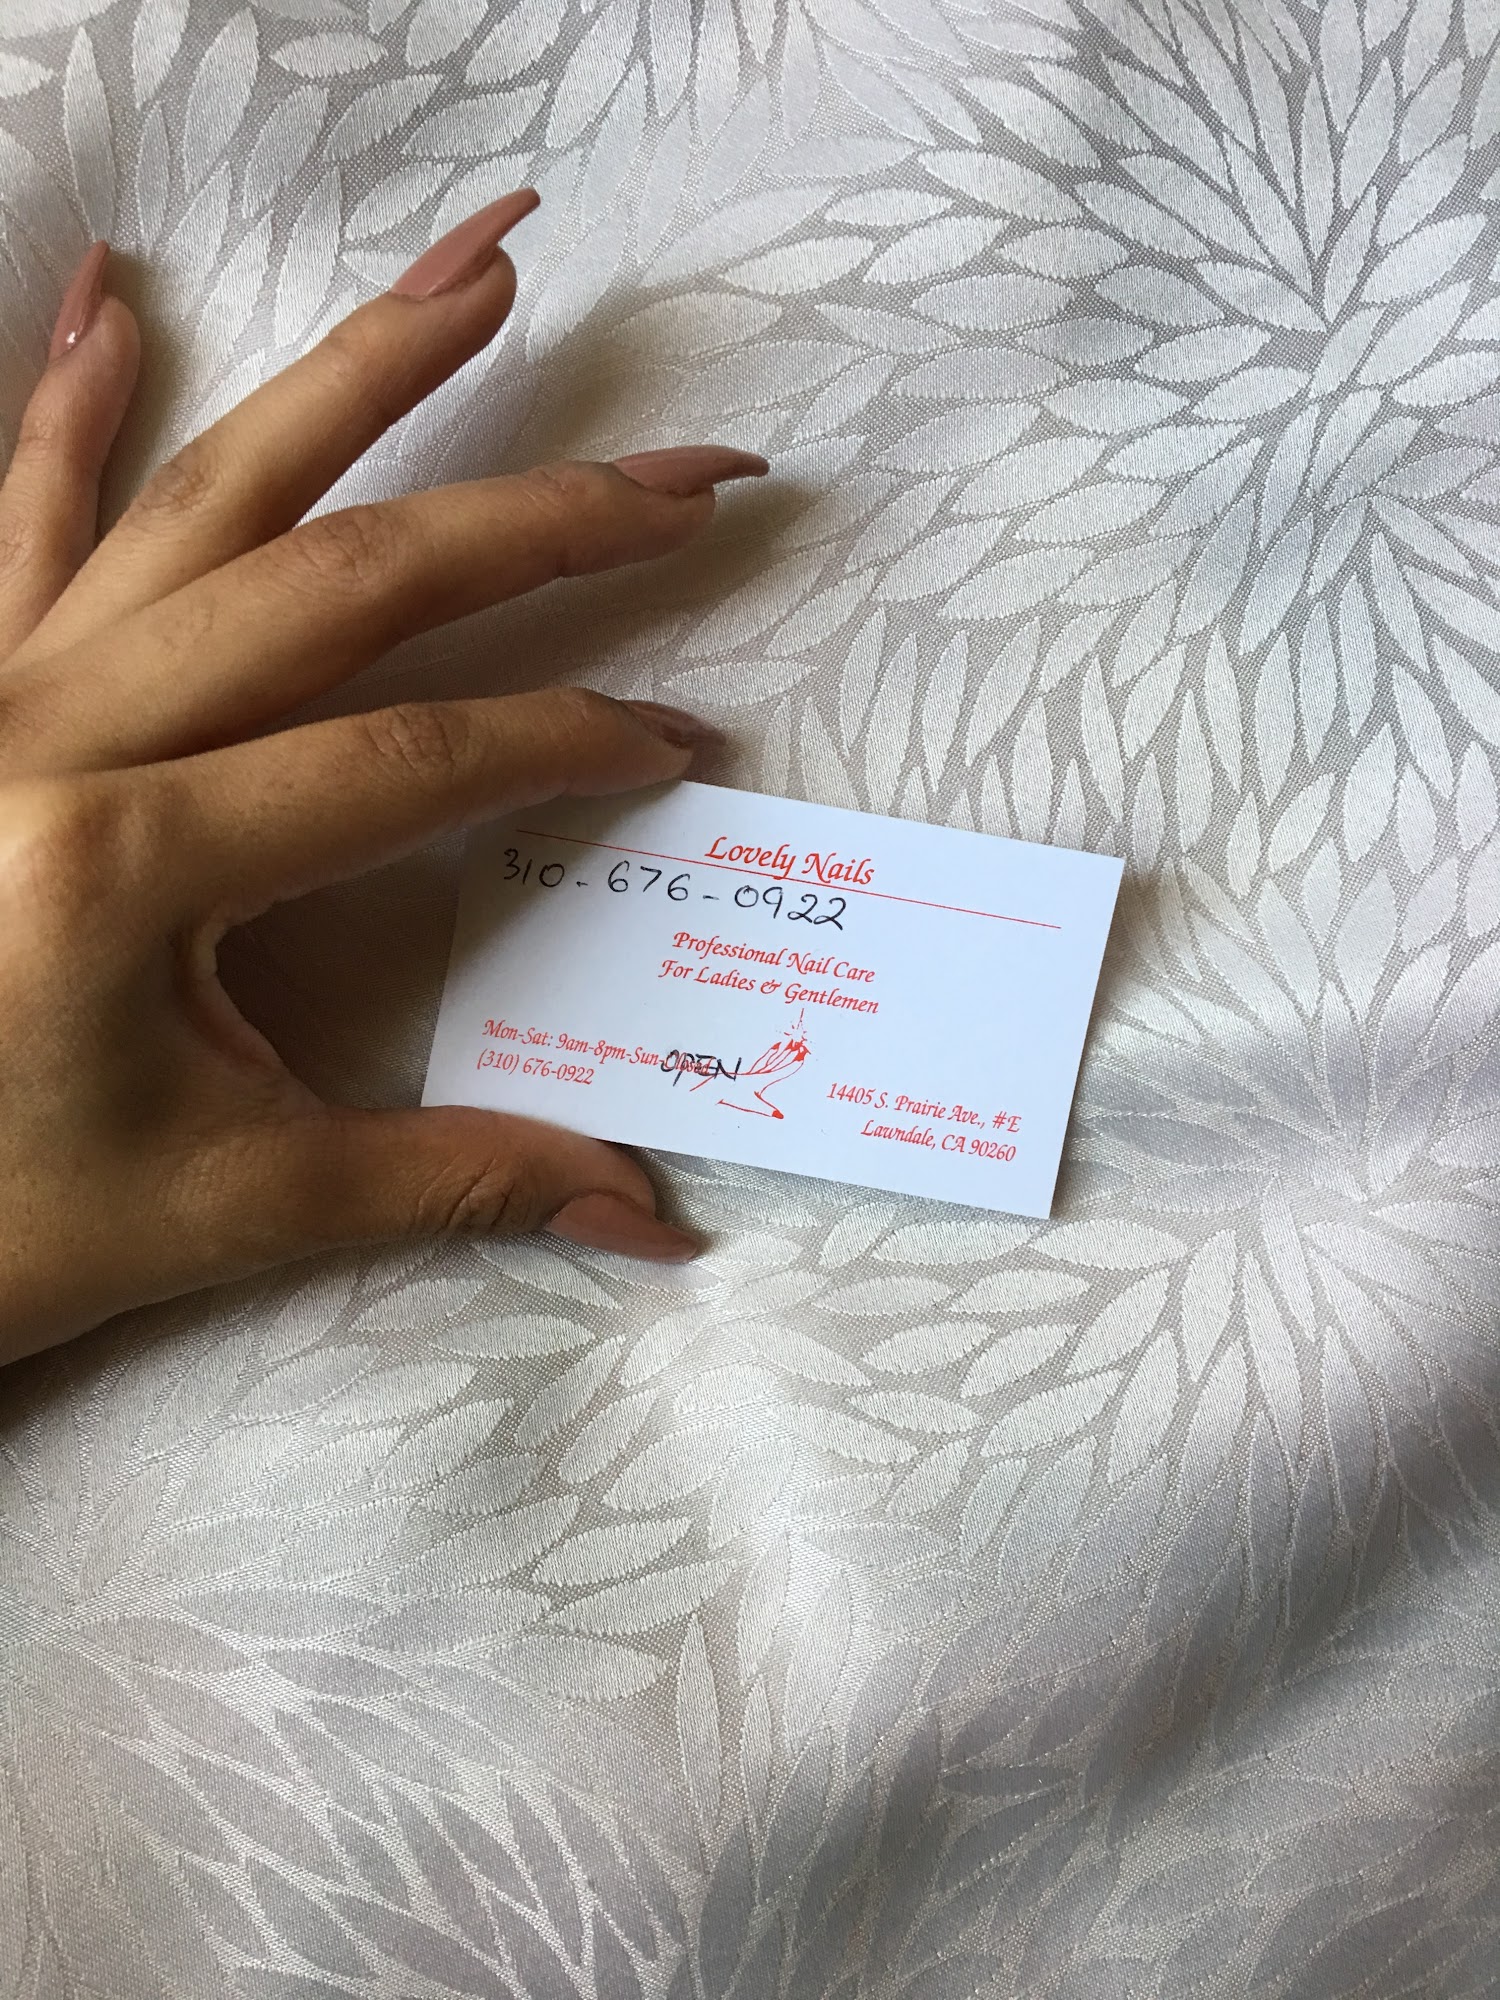 Lovely Nails
310-676-0922
Professional Nail Care
For Ladies & Gentlemen
Mon-Sat: 9am-8pm-Sun-Closed OPEN
(310) 676-0922
14405 S. Prairie Ave., #E
Lawndale, CA 90260